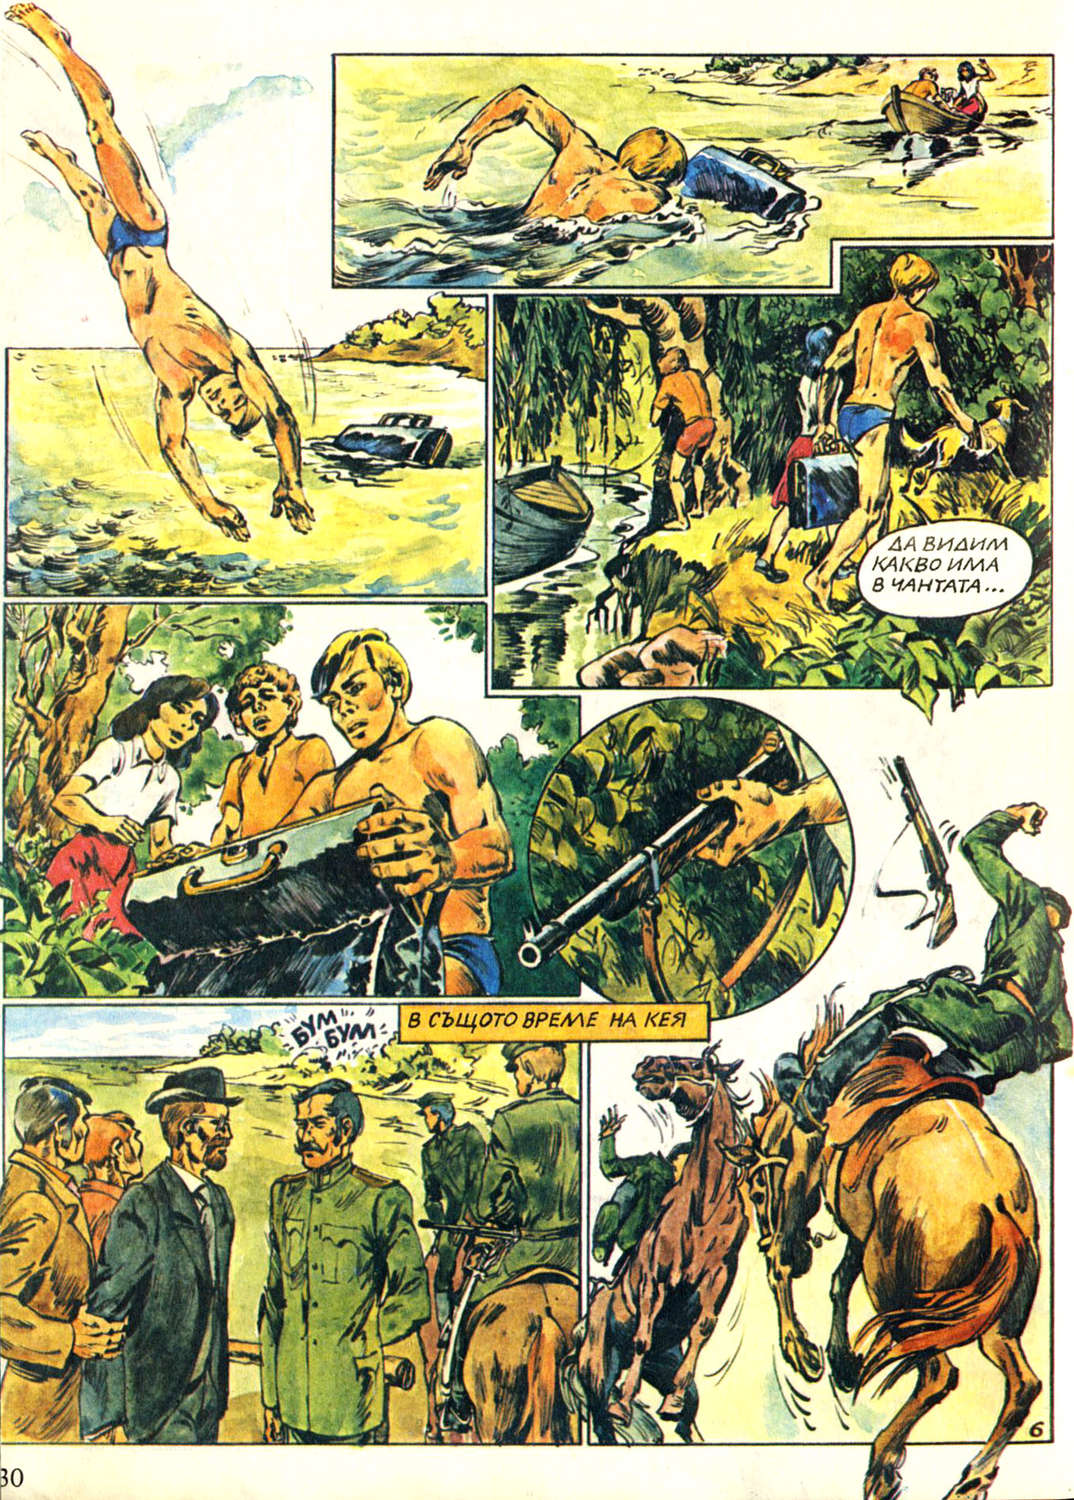 ДА ВИДИМ
КАКВО ИМА
В ЧАНТАТА...
БУМ
БУМ
В СЪЩОТО ВРЕМЕ НА КЕЯ
6
30